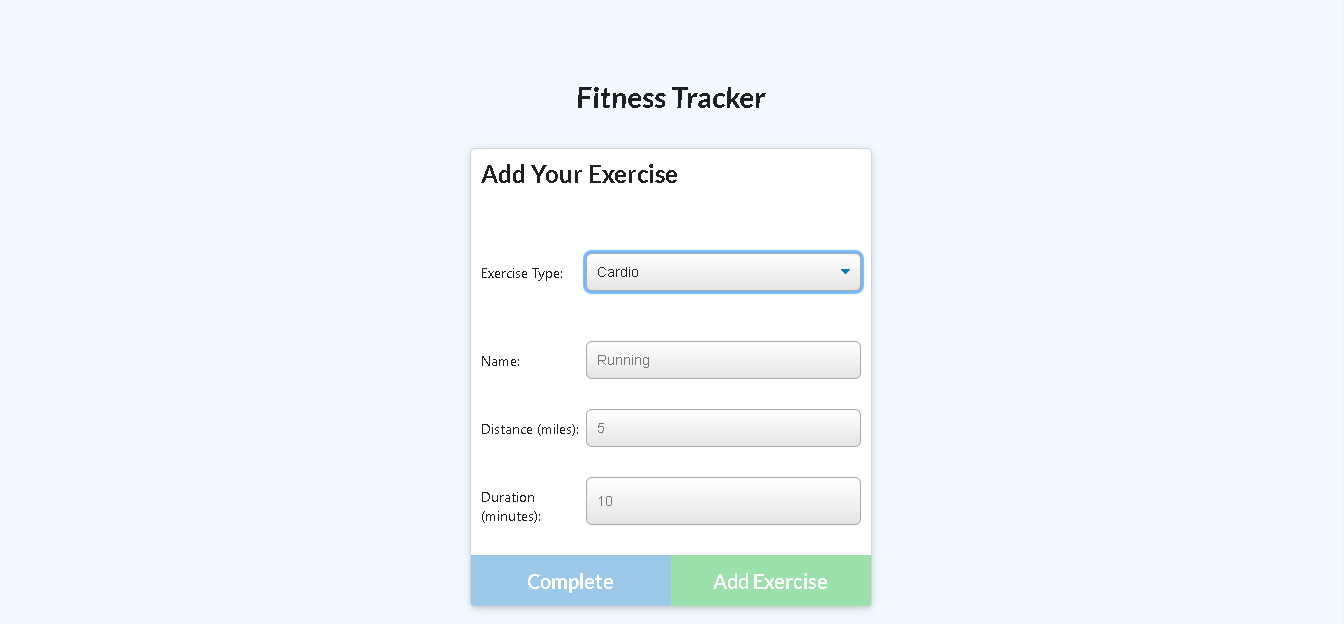 Fitness Tracker
Add Your Exercise
Exercise Type: Cardio
Name: Running
Distance (miles): 5
Duration (minutes): 10
Complete Add Exercise